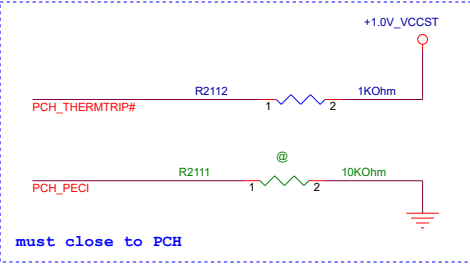 +1.0V_VCCST
R2112 1KOhm
1 2
PCH_THERMTRIP#
@
R2111 10KOhm
1 2
PCH_PECI
must close to PCH